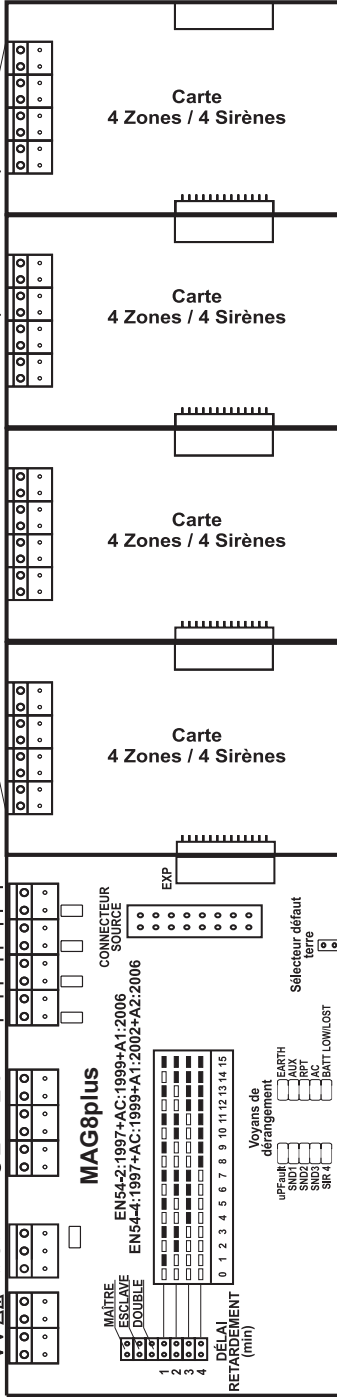 Carte
4 Zones / 4 Sirènes
Carte
4 Zones / 4 Sirènes
Carte
4 Zones / 4 Sirènes
Carte
4 Zones / 4 Sirènes
EXP
CONNECTEUR
SOURCE
MAG8plus
EN54-2:1997+AC:1999+A1:2006
EN54-4:1997+AC:1999+A1:2002+A2:2006
MAÎTRE
ESCLAVE
DOUBLE
1
2
3
4
0 1 2 3 4 5 6 7 8 9 10 11 12 13 14 15
DÉLAI
RETARDEMENT
(min)
Sélecteur défaut
terre
Voyans de
dérangement
uPFault
SND1
SND2
SND3
SIR 4
EARTH
AUX
RPT
AC
BATT LOW/LOST